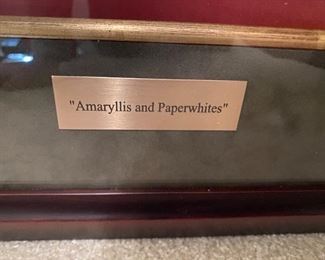 "Amaryllis and Paperwhites"